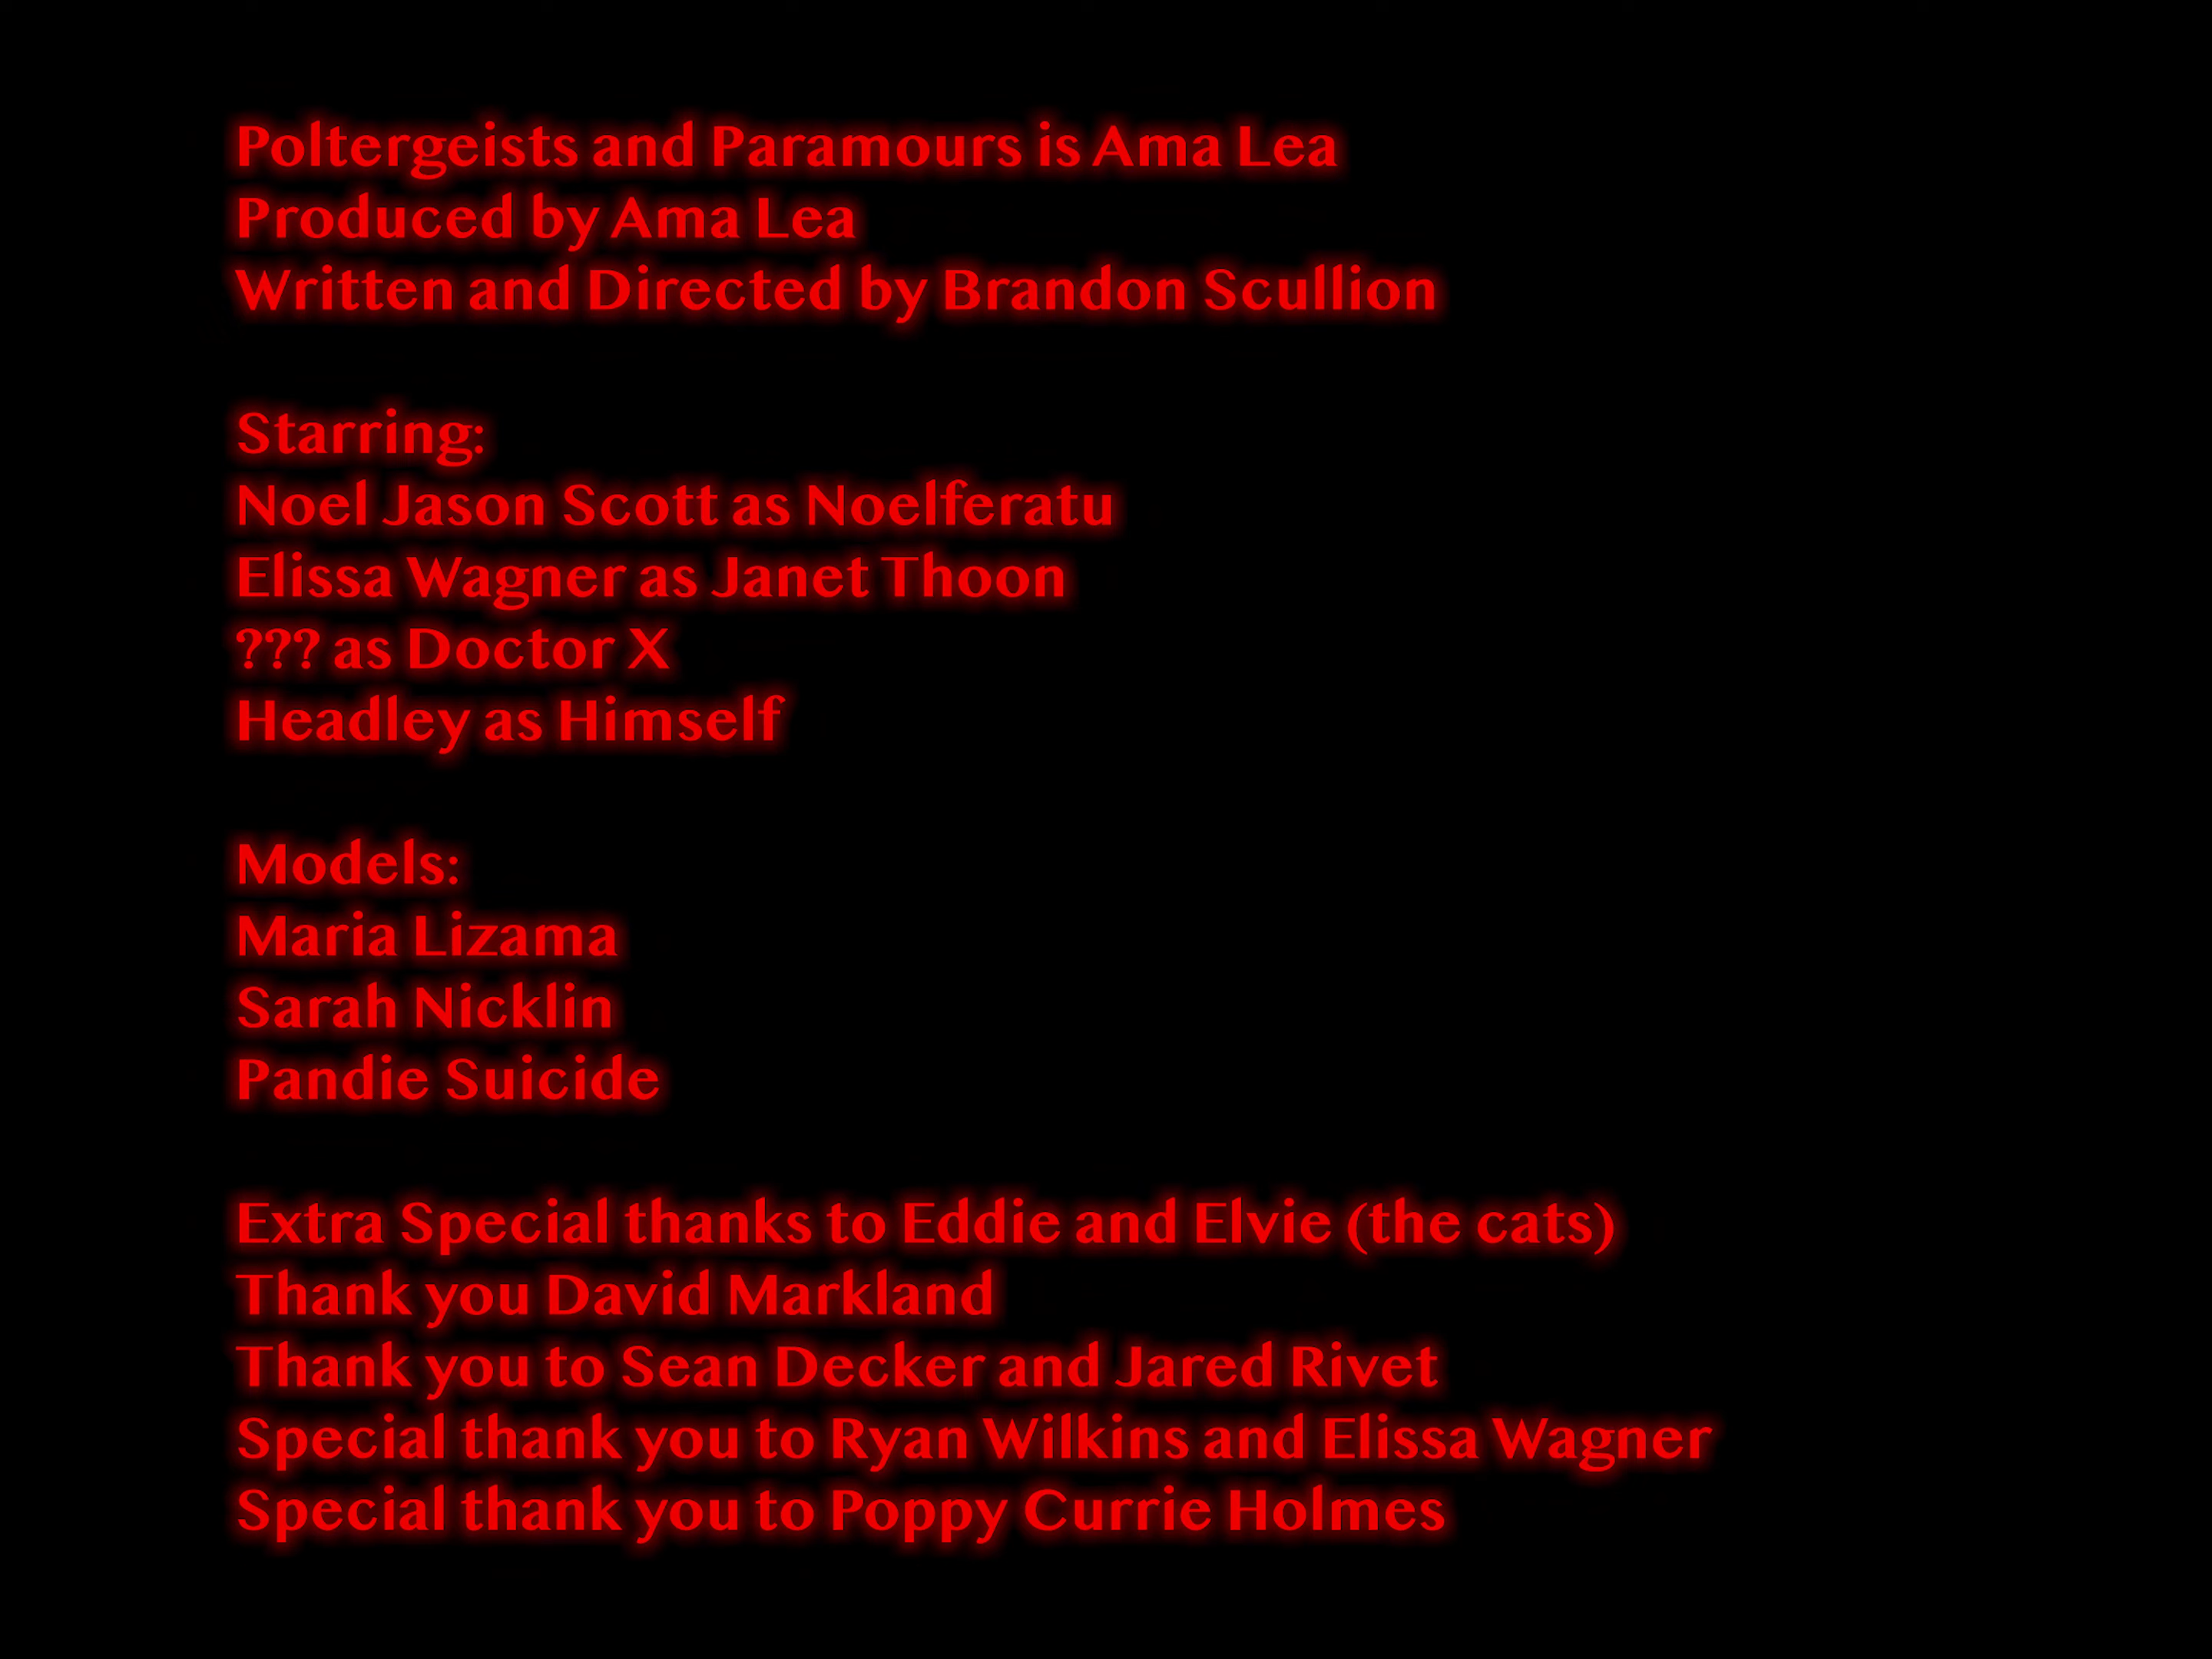 Poltergeists and Paramours is Ama Lea
Produced by Ama Lea
Written and Directed by Brandon Scullion
Starring:
Noel Jason Scott as Noelferatu
Elissa Wagner as Janet Thoon
??? as Doctor X
Headley as Himself
Models:
Maria Lizama
Sarah Nicklin
Pandie Suicide
Extra Special thanks to Eddie and Elvie (the cats)
Thank you David Markland
Thank you to Sean Decker and Jared Rivet
Special thank you to Ryan Wilkins and Elissa Wagner
Special thank you to Poppy Currie Holmes